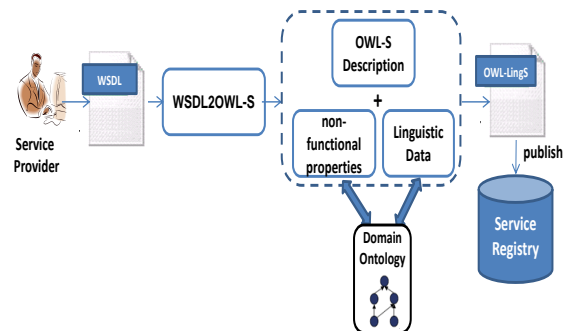 OWL-S
Description
WSDL
OWL-LingS
WSDL2OWL-S
+
non-
functional
properties
Linguistic
Data
Service
Provider
publish
Domain
Ontology
Service
Registry